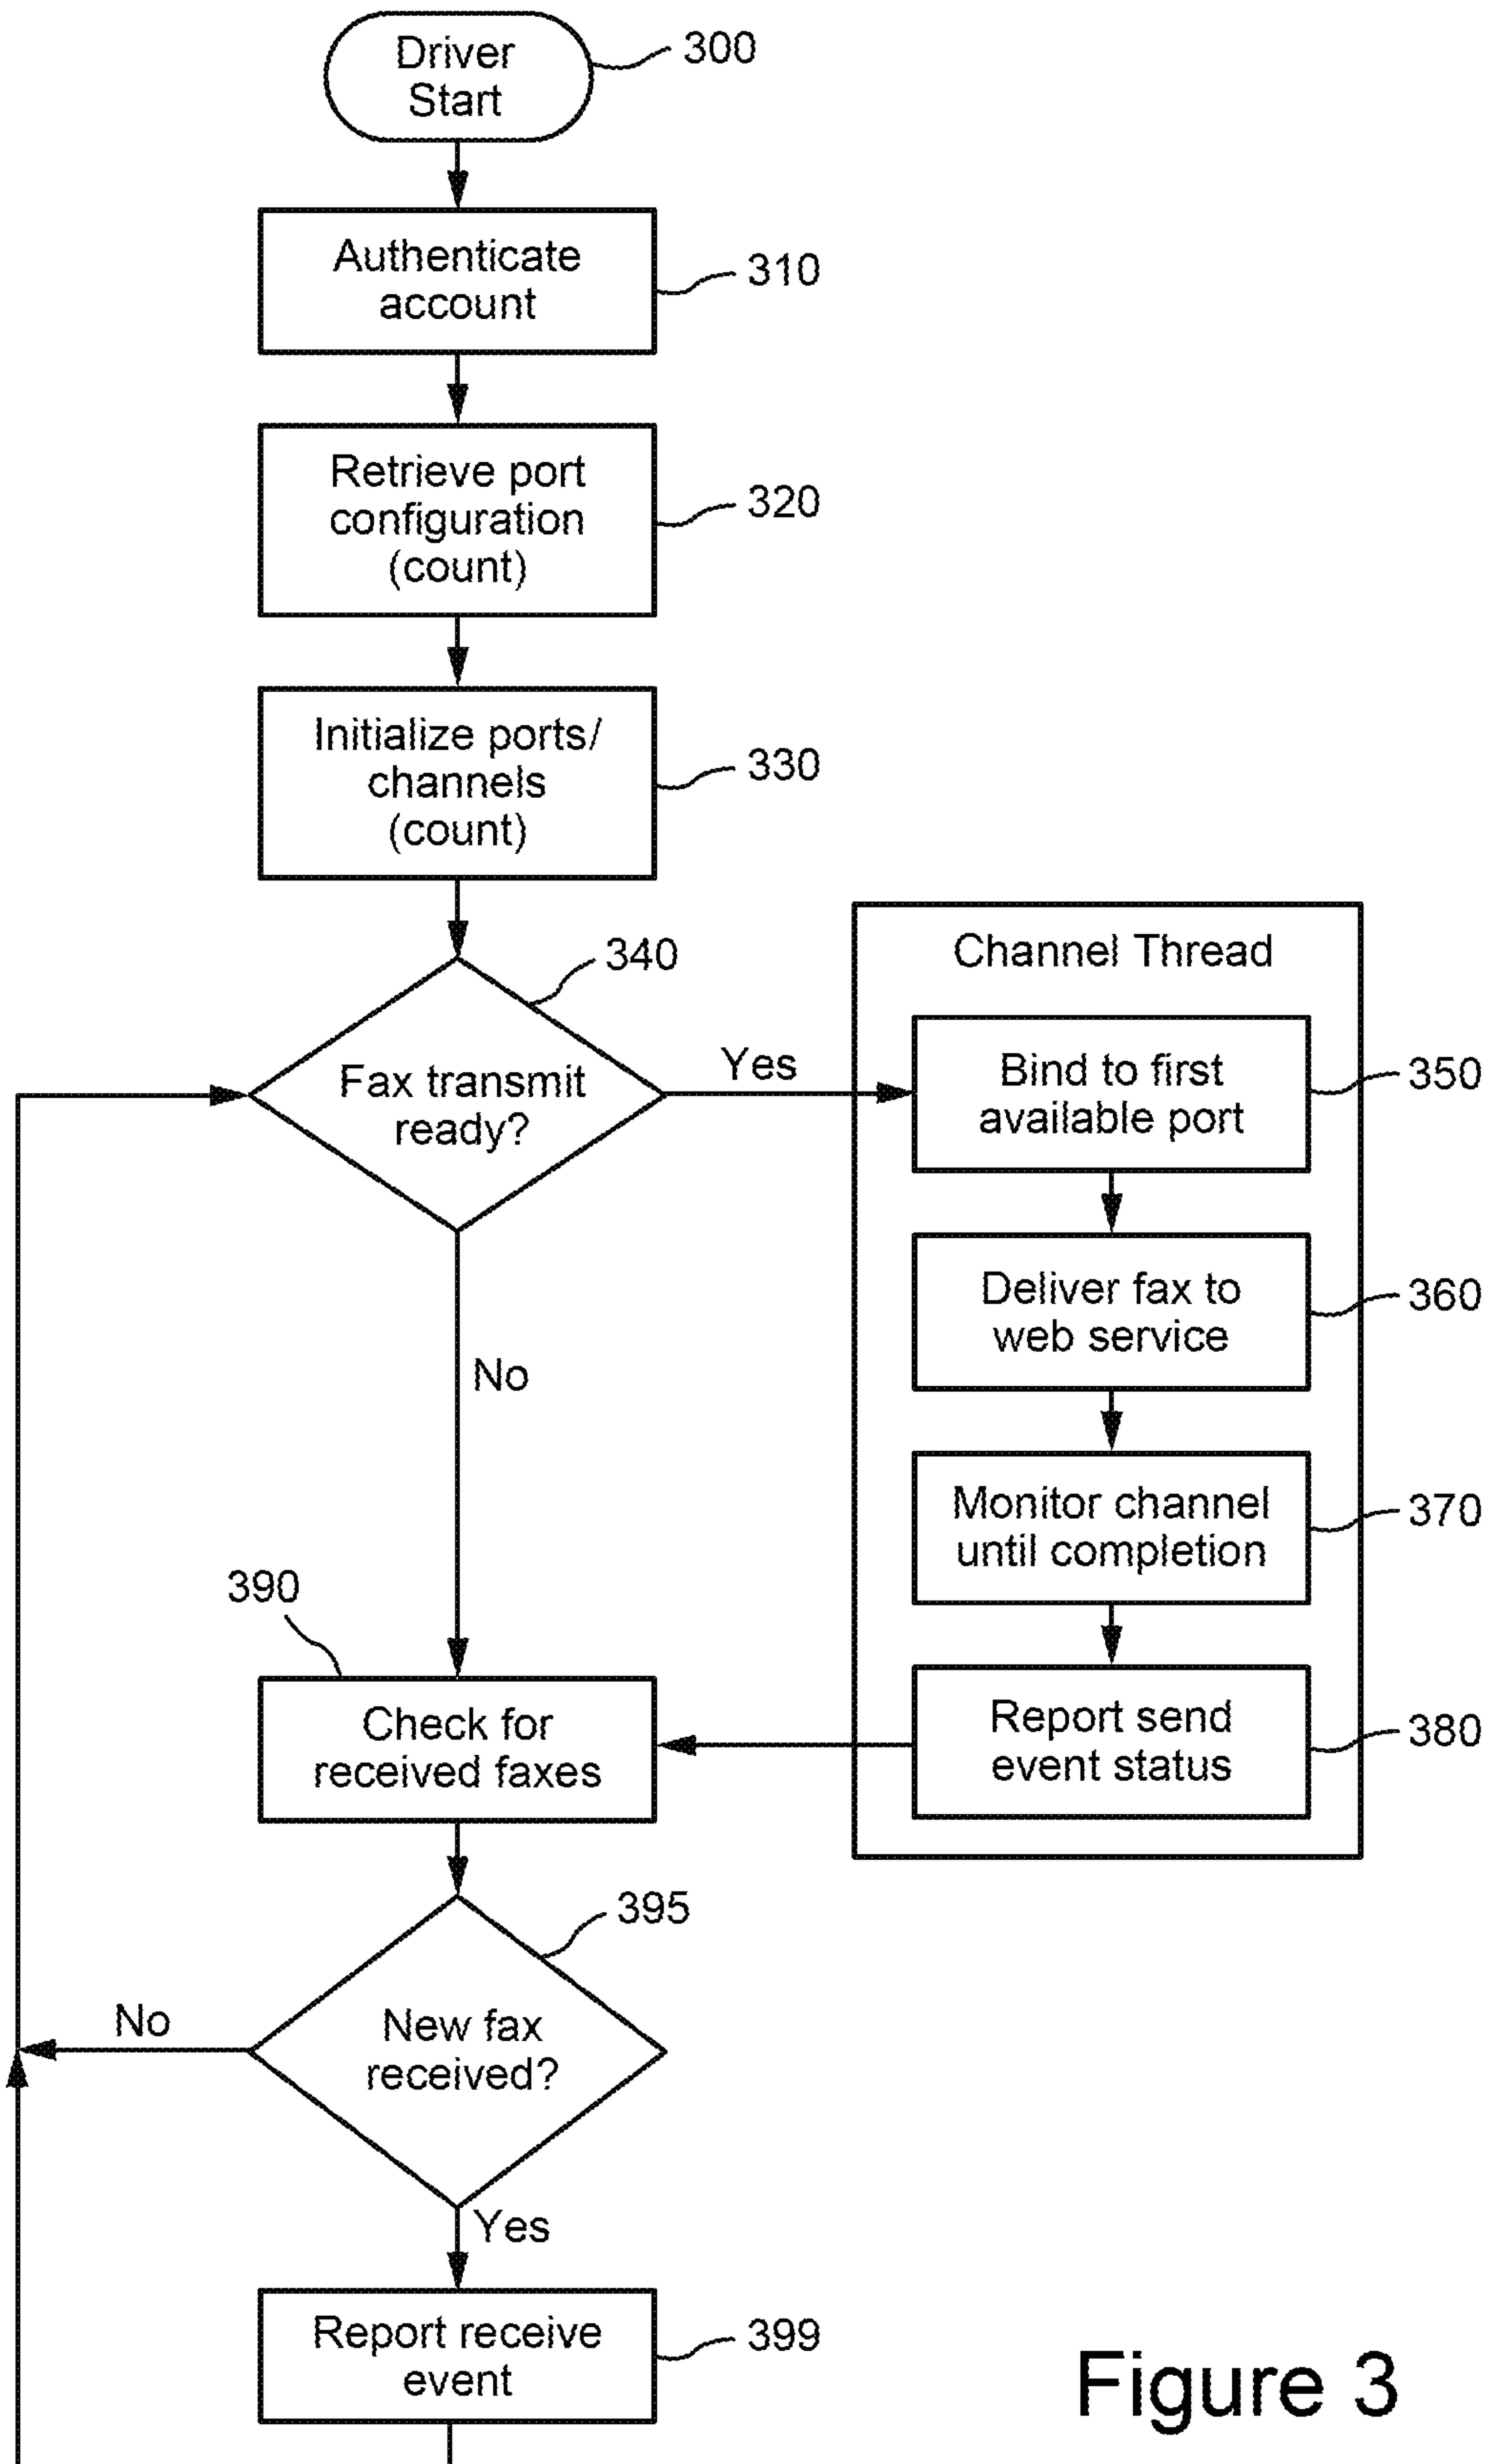 Driver
Start
300
Authenticate
account
310
Retrieve port
configuration
(count)
320
Initialize ports/
channels
(count)
330
340
Fax transmit
ready?
Yes
No
Channel Thread
Bind to first
available port
350
Deliver fax to
web service
360
Monitor channel
until completion
370
Report send
event status
380
390
Check for
received faxes
395
New fax
received?
No
Yes
Report receive
event
399
Figure 3